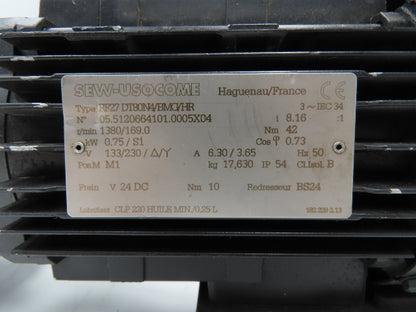 SEW-USOCOME Haguenau/France CE
Type RFZ7 DT80N4/BMG/HR 3~IEC 34
N° 05.5120664101.0005X04 i 8.16 :1
r/min 1380/169.0 Nm 42
kW 0.75 / S1 Cos φ 0.73
V 133/230 / Δ/Y A 6.30 / 3.65 Hz 50
Pos.M M1 kg 17,630 IP 54 Cl.Isol. B
Frein V 24 DC Nm 10 Redresseur BS24
Lubrifiant CLP 220 HUILE MIN./0,25 L